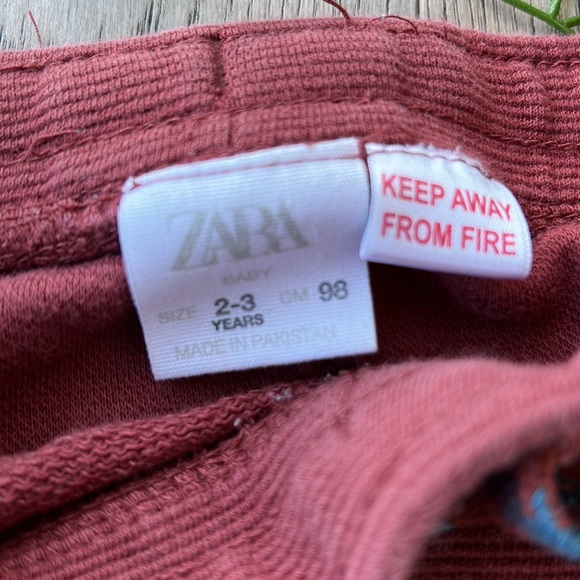 ZARA
BABY
SIZE 2-3 YEARS CM 98
MADE IN PAKISTAN
KEEP AWAY
FROM FIRE